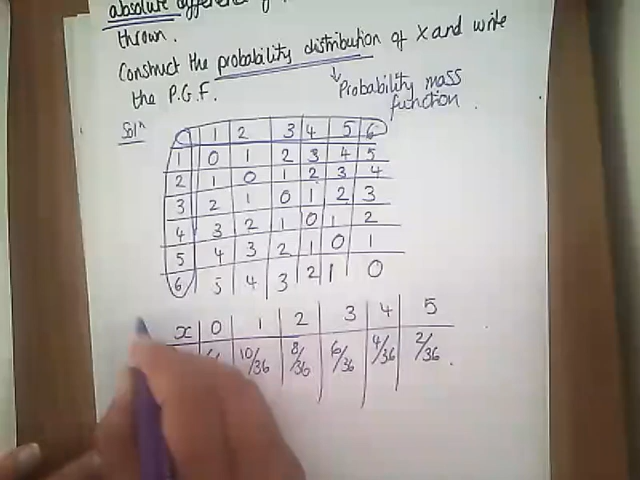 absolute
thrown.
Construct the probability distribution of X and write
the P.G.F.
↓ Probability mass
function.
Solⁿ
1 2 3 4 5 6
1 0 1 2 3 4 5
2 1 0 1 2 3 4
3 2 1 0 1 2 3
4 3 2 1 0 1 2
5 4 3 2 1 0 1
6 5 4 3 2 1 0
x 0 1 2 3 4 5
10/36 8/36 6/36 4/36 2/36 .